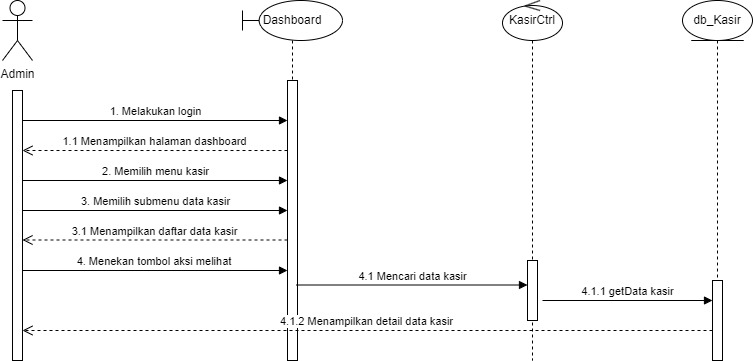 Dashboard
KasirCtrl
db_Kasir
Admin
1. Melakukan login
1.1 Menampilkan halaman dashboard
2. Memilih menu kasir
3. Memilih submenu data kasir
3.1 Menampilkan daftar data kasir
4. Menekan tombol aksi melihat
4.1 Mencari data kasir
4.1.1 getData kasir
4.1.2 Menampilkan detail data kasir